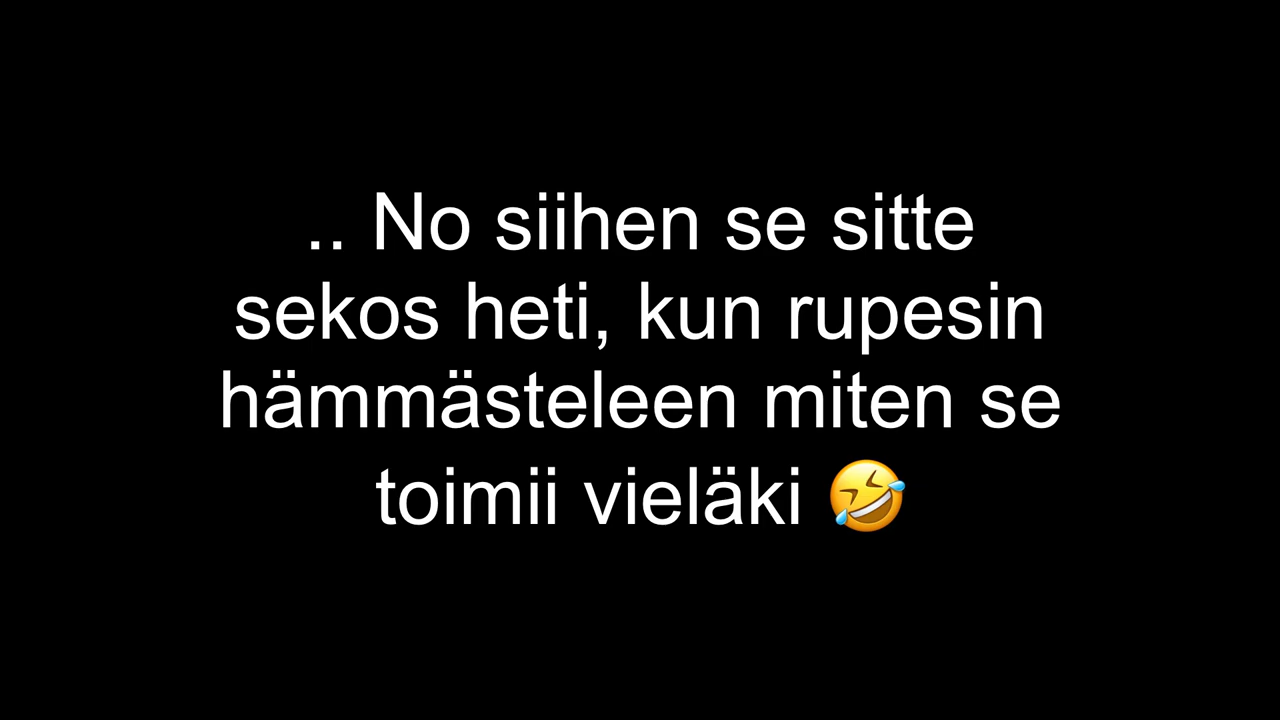 .. No siihen se sitte
sekos heti, kun rupesin
hämmästeleen miten se
toimii vieläki 🤣